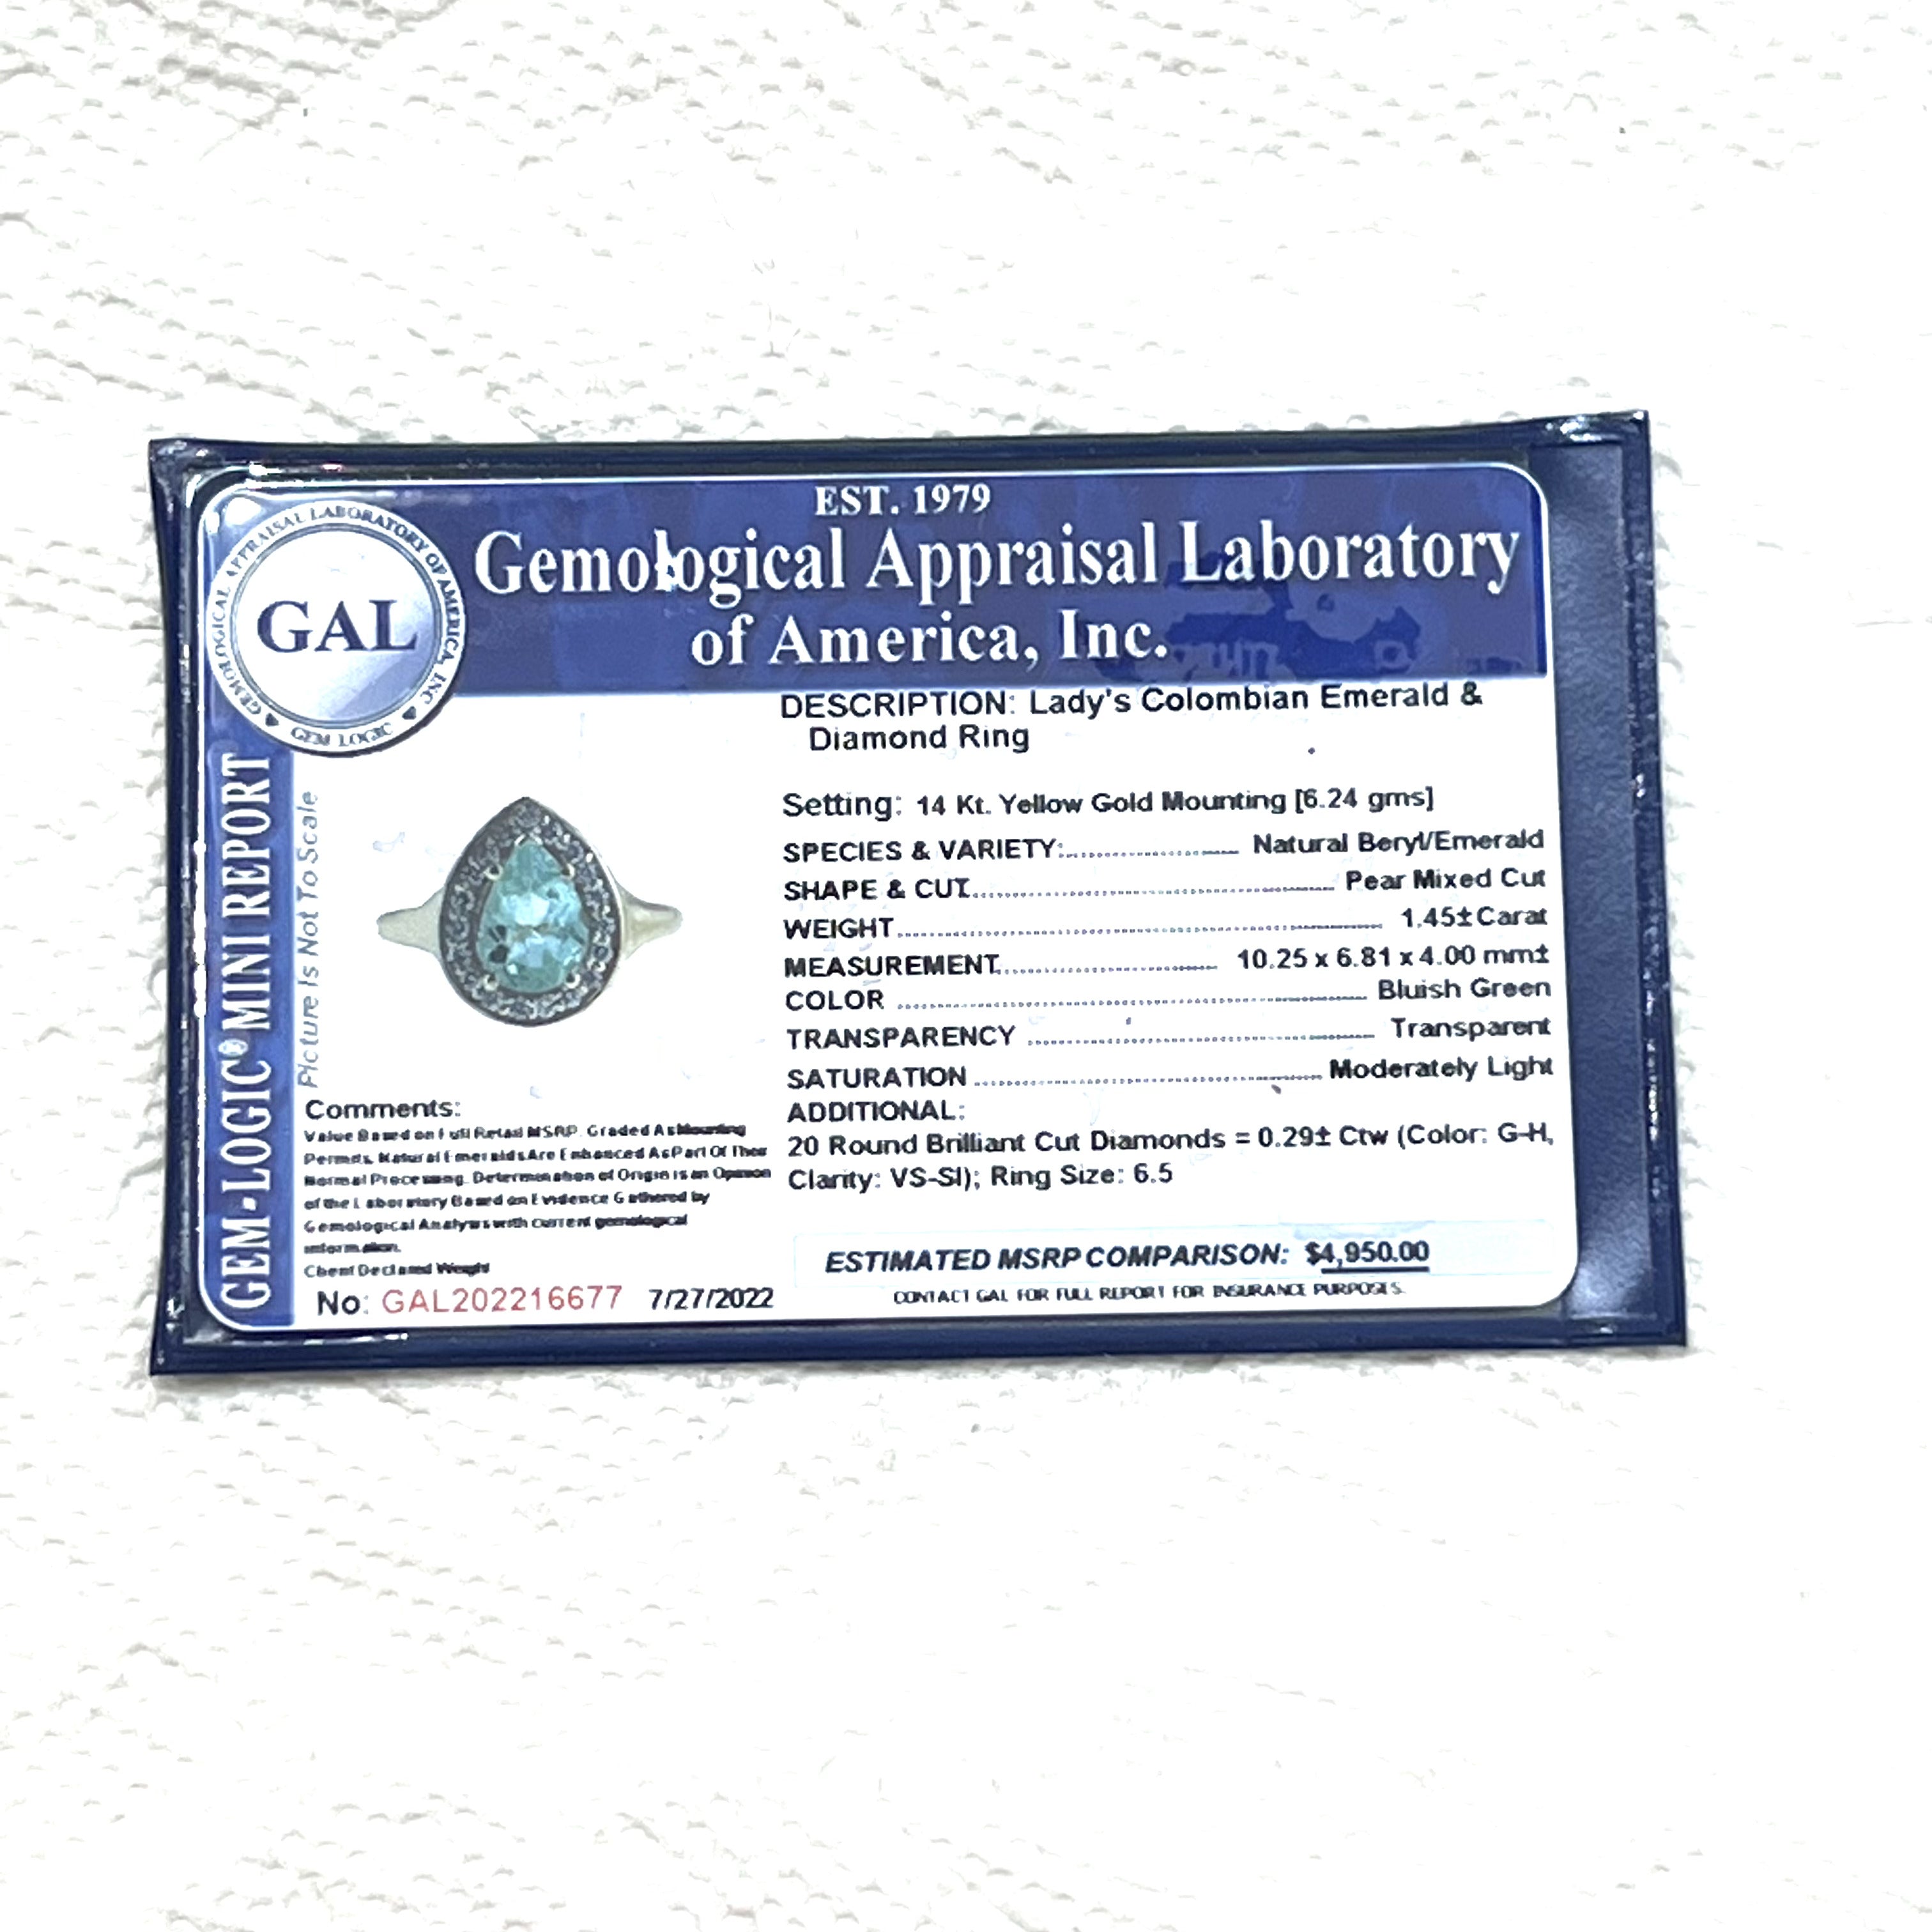 EST. 1979
Gemological Appraisal Laboratory
of America, Inc.
GEMOLOGICAL APPRAISAL LABORATORY OF AMERICA, INC
GAL
GEM LOGIC
GEM-LOGIC® MINI REPORT
Picture Is Not To Scale
DESCRIPTION: Lady's Colombian Emerald &
Diamond Ring
Setting: 14 Kt. Yellow Gold Mounting [6.24 gms]
SPECIES & VARIETY:.............................. Natural Beryl/Emerald
SHAPE & CUT............................................................ Pear Mixed Cut
WEIGHT.................................................................. 1.45± Carat
MEASUREMENT.................................... 10.25 x 6.81 x 4.00 mm±
COLOR .................................................................. Bluish Green
TRANSPARENCY .................................................. Transparent
SATURATION .................................................. Moderately Light
ADDITIONAL:
20 Round Brilliant Cut Diamonds = 0.29± Ctw (Color: G-H,
Clarity: VS-SI); Ring Size: 6.5
Comments:
Value Based on Full Retail MSRP. Graded As Mounting
Permits. Natural Emeralds Are Enhanced As Part Of Their
Normal Processing. Determination of Origin is an Opinion
of the Laboratory Based on Evidence Gathered by
Gemological Analysis with current gemological
information.
Client Declared Weight
No: GAL202216677 7/27/2022
ESTIMATED MSRP COMPARISON: $4,950.00
CONTACT GAL FOR FULL REPORT FOR INSURANCE PURPOSES.